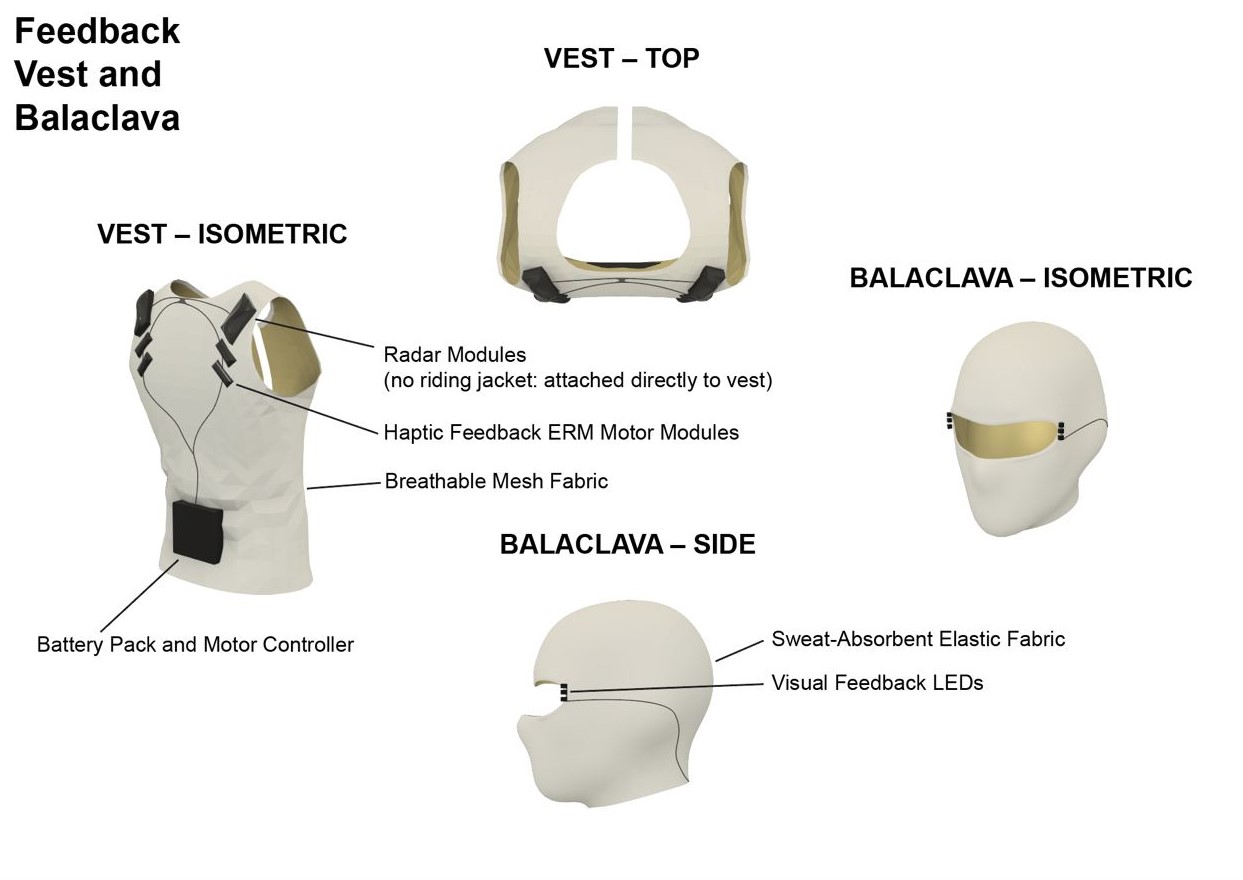 Feedback
Vest and
Balaclava
VEST – TOP
VEST – ISOMETRIC
BALACLAVA – ISOMETRIC
Radar Modules
(no riding jacket: attached directly to vest)
Haptic Feedback ERM Motor Modules
Breathable Mesh Fabric
BALACLAVA – SIDE
Battery Pack and Motor Controller
Sweat-Absorbent Elastic Fabric
Visual Feedback LEDs